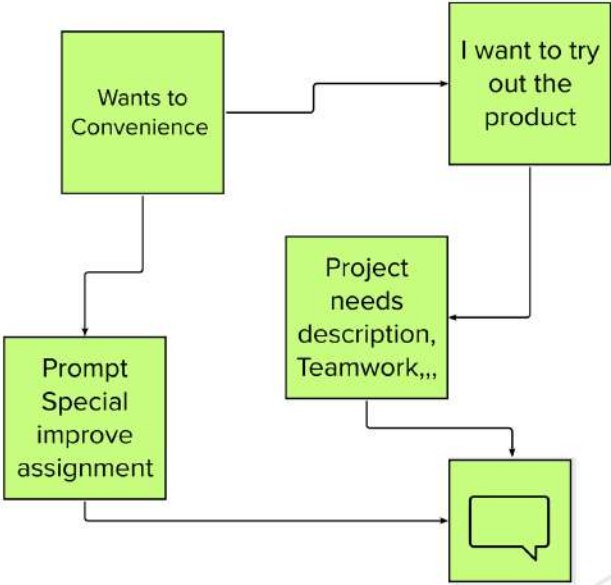 Wants to
Convenience
I want to try
out the
product
Project
needs
description,
Teamwork,,,
Prompt
Special
improve
assignment